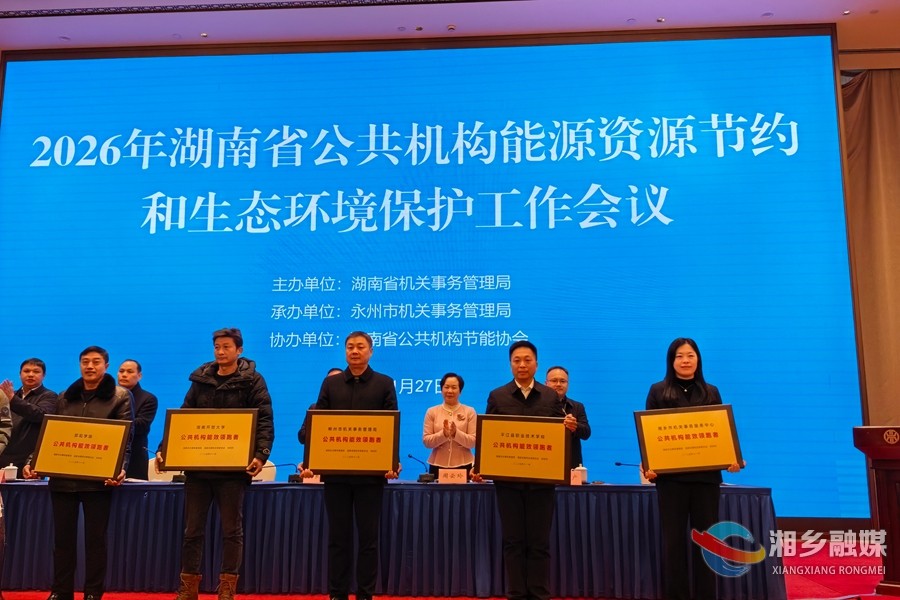 2026年湖南省公共机构能源资源节约
和生态环境保护工作会议
主办单位：湖南省机关事务管理局
承办单位：永州市机关事务管理局
协办单位：
南省公共机构节能协会
月27日
公共机构能效领跑者
公共机构能效领跑者
公共机构能效领跑者
公共机构能效领跑者
公共机构能效领跑者
湘乡融媒
XIANGXIANG RONGMEI